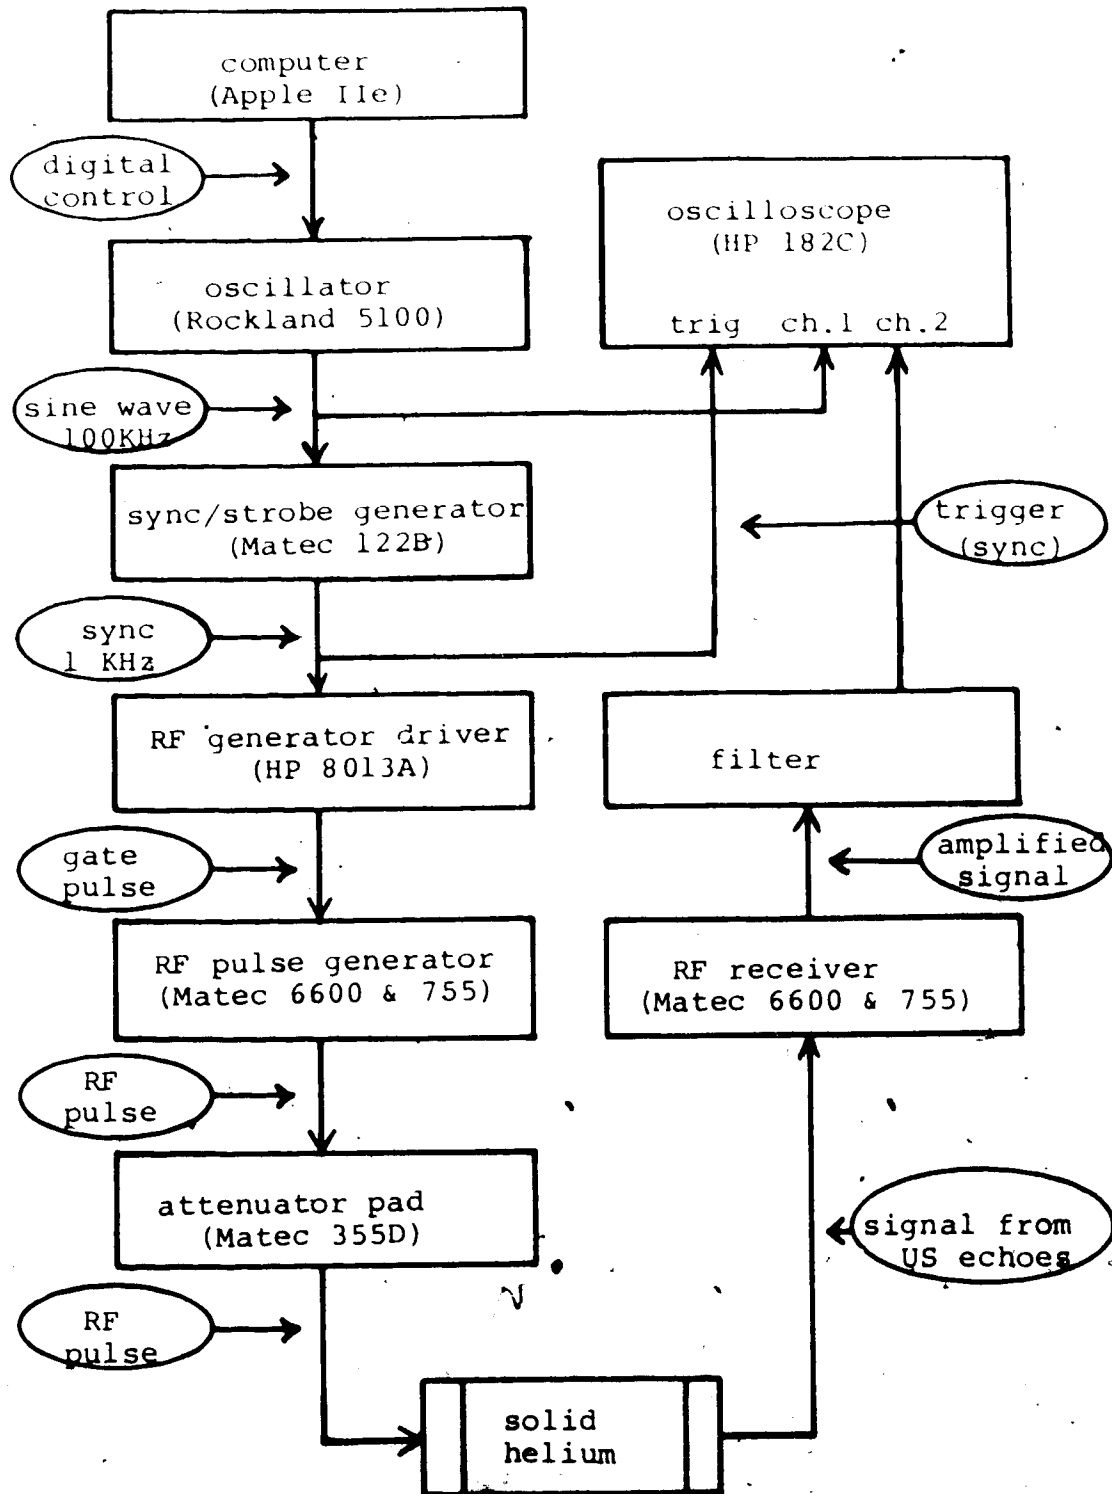 computer
(Apple IIe)
digital
control
oscillator
(Rockland 5100)
sine wave
100KHz
sync/strobe generator
(Matec 122B)
sync
1 KHz
RF generator driver
(HP 8013A)
gate
pulse
RF pulse generator
(Matec 6600 & 755)
RF
pulse
attenuator pad
(Matec 355D)
RF
pulse
solid
helium
signal from
US echoes
RF receiver
(Matec 6600 & 755)
amplified
signal
filter
trigger
(sync)
oscilloscope
(HP 182C)
trig ch.1 ch.2